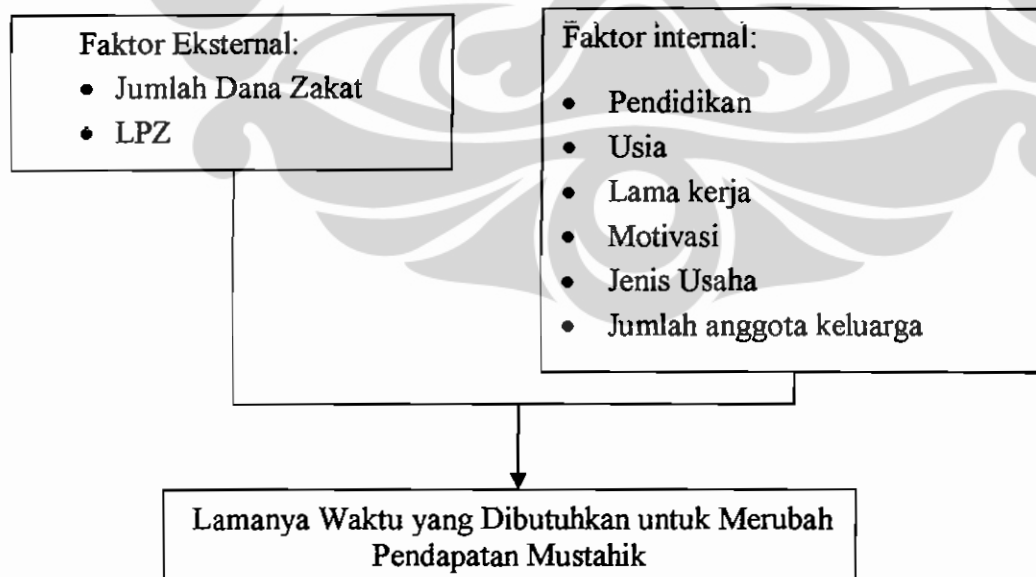 Faktor Eksternal:
• Jumlah Dana Zakat
• LPZ
Faktor internal:
• Pendidikan
• Usia
• Lama kerja
• Motivasi
• Jenis Usaha
• Jumlah anggota keluarga
Lamanya Waktu yang Dibutuhkan untuk Merubah
Pendapatan Mustahik